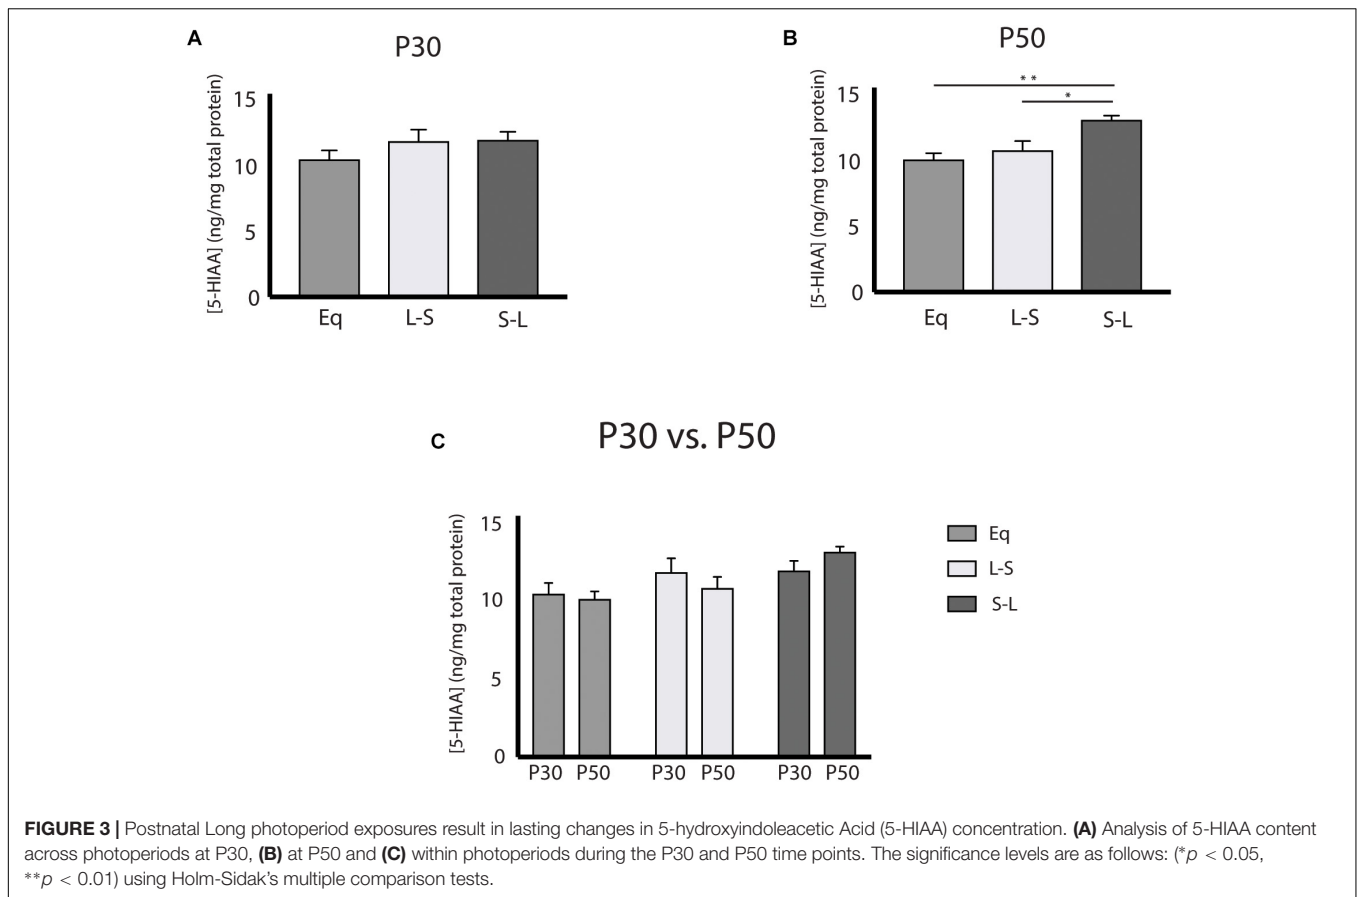 A
P30
[5-HIAA] (ng/mg total protein)
15
10
5
0
Eq L-S S-L
B
P50
[5-HIAA] (ng/mg total protein)
15
10
5
0
* *
*
Eq L-S S-L
C
P30 vs. P50
[5-HIAA] (ng/mg total protein)
15
10
5
0
P30 P50 P30 P50 P30 P50
Eq
L-S
S-L
FIGURE 3 | Postnatal Long photoperiod exposures result in lasting changes in 5-hydroxyindoleacetic Acid (5-HIAA) concentration. (A) Analysis of 5-HIAA content
across photoperiods at P30, (B) at P50 and (C) within photoperiods during the P30 and P50 time points. The significance levels are as follows: (*p < 0.05,
**p < 0.01) using Holm-Sidak's multiple comparison tests.